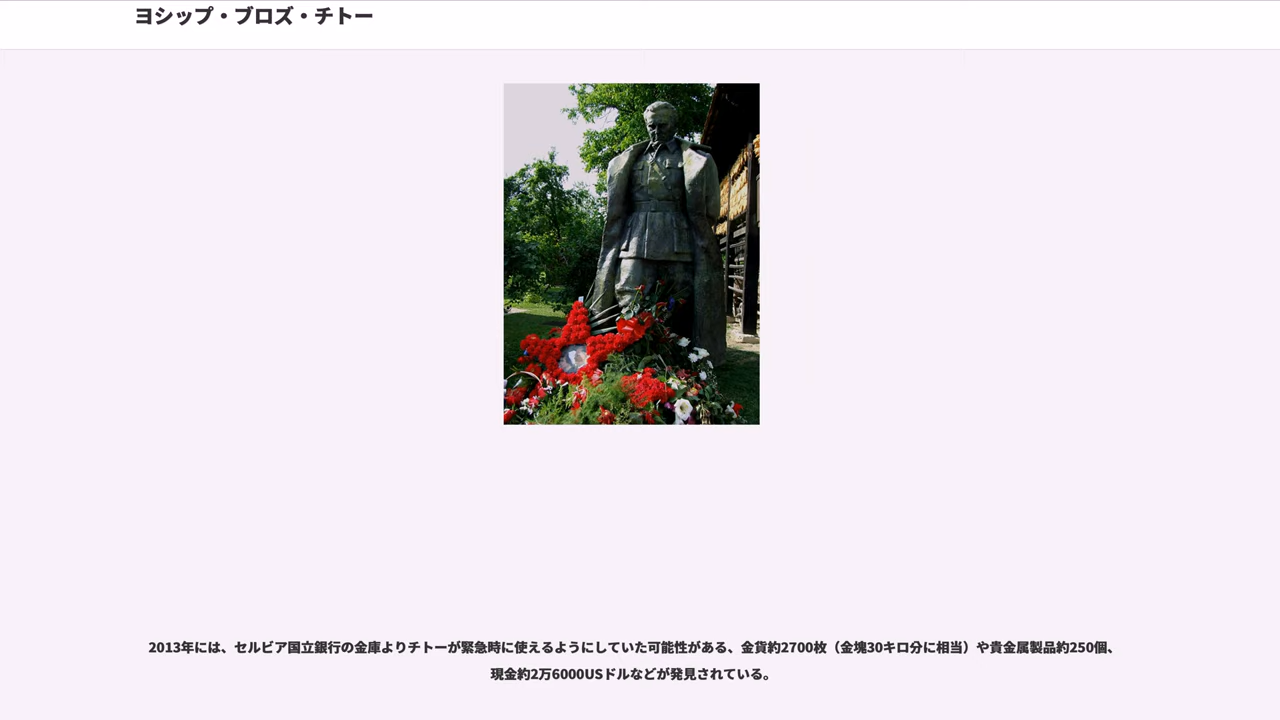 ヨシップ・ブロズ・チトー
2013年には、セルビア国立銀行の金庫よりチトーが緊急時に使えるようにしていた可能性がある、金貨約2700枚（金塊30キロ分に相当）や貴金属製品約250個、
現金約2万6000USドルなどが発見されている。